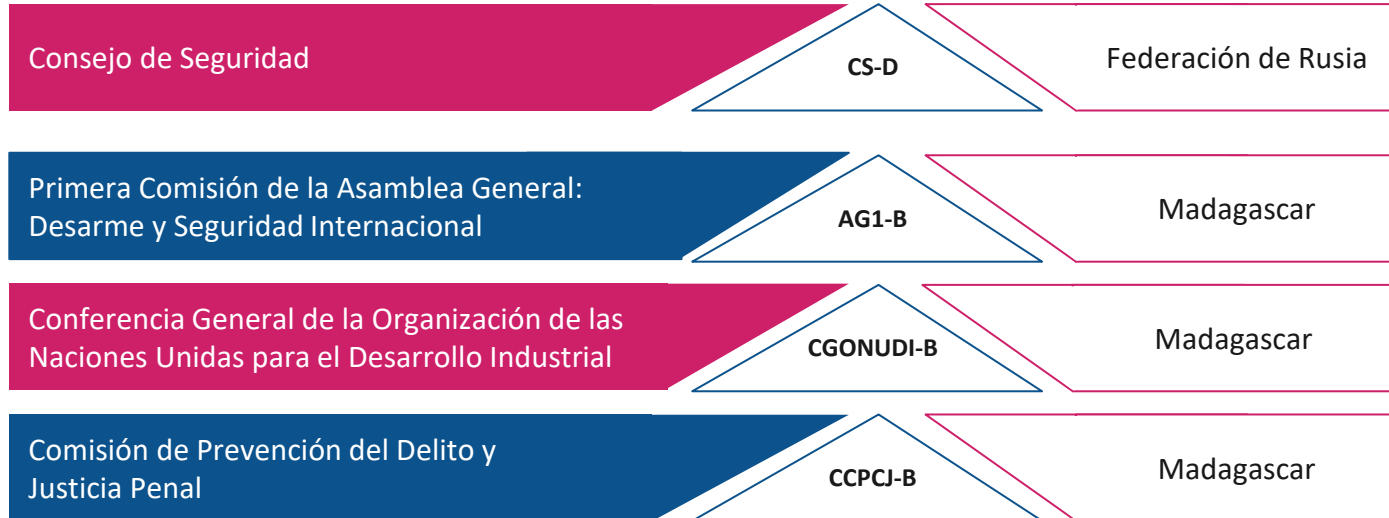 Consejo de Seguridad
CS-D
Federación de Rusia
Primera Comisión de la Asamblea General:
Desarme y Seguridad Internacional
AG1-B
Madagascar
Conferencia General de la Organización de las
Naciones Unidas para el Desarrollo Industrial
CGONUDI-B
Madagascar
Comisión de Prevención del Delito y
Justicia Penal
CCPCJ-B
Madagascar